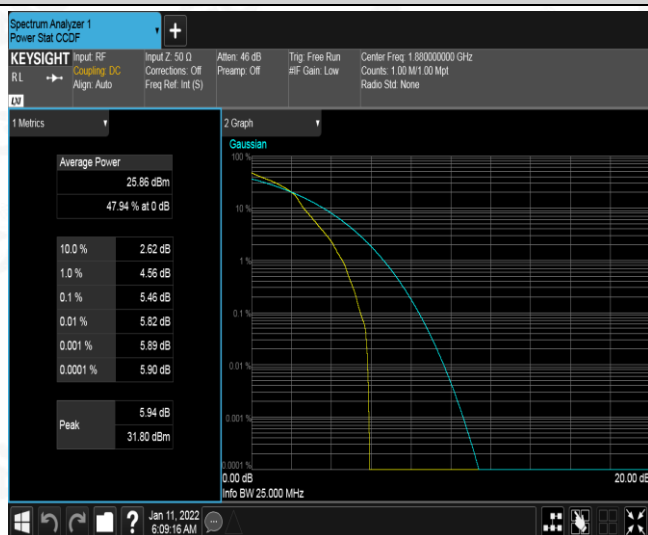 Spectrum Analyzer 1
Power Stat CCDF
+
KEYSIGHT
RL
LXI
Input: RF
Coupling: DC
Align: Auto
Input Z: 50 Ω
Corrections: Off
Freq Ref: Int (S)
Atten: 46 dB
Preamp: Off
Trig: Free Run
#IF Gain: Low
Center Freq: 1.880000000 GHz
Counts: 1.00 M/1.00 Mpt
Radio Std: None
1 Metrics
Average Power
25.86 dBm
47.94 % at 0 dB
10.0 % 2.62 dB
1.0 % 4.56 dB
0.1 % 5.46 dB
0.01 % 5.82 dB
0.001 % 5.89 dB
0.0001 % 5.90 dB
Peak
5.94 dB
31.80 dBm
2 Graph
Gaussian
100 %
10 %
1 %
0.1 %
0.01 %
0.001 %
0.0001 %
0.00 dB 20.00 dB
Info BW 25.000 MHz
?
Jan 11, 2022
6:09:16 AM